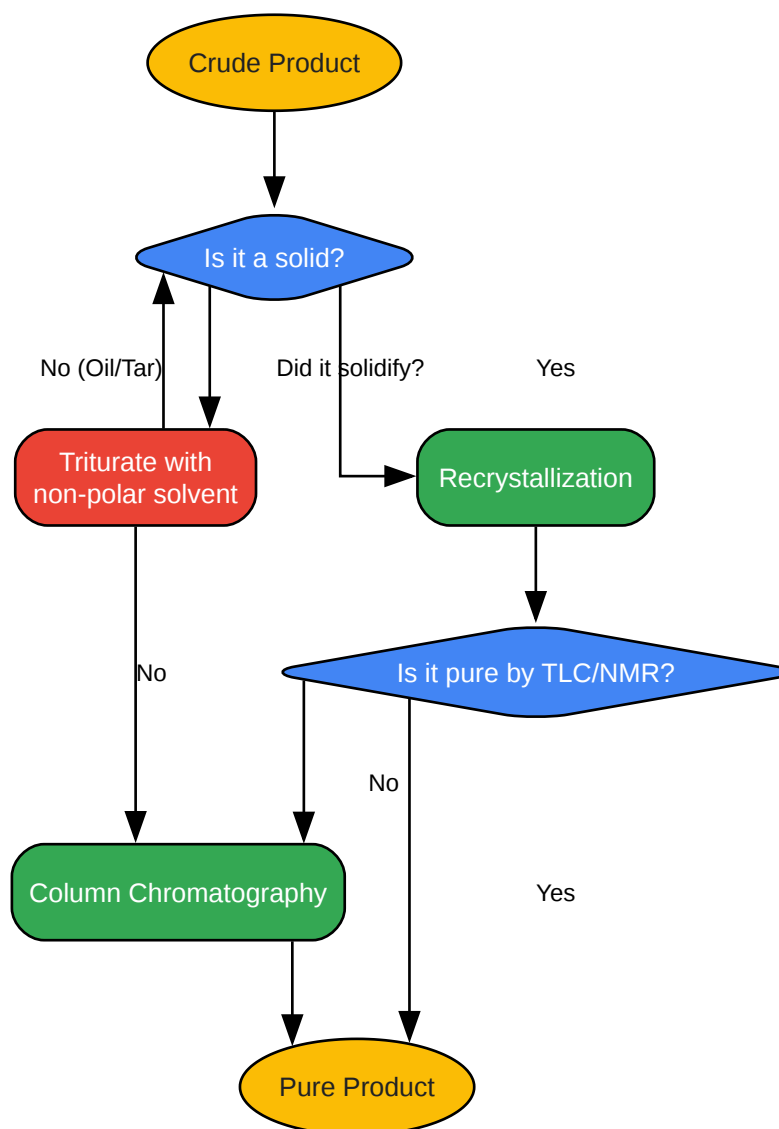 Crude Product
Is it a solid?
No (Oil/Tar)
Did it solidify?
Yes
Triturate with
non-polar solvent
Recrystallization
No
Is it pure by TLC/NMR?
No
Column Chromatography
Yes
Pure Product